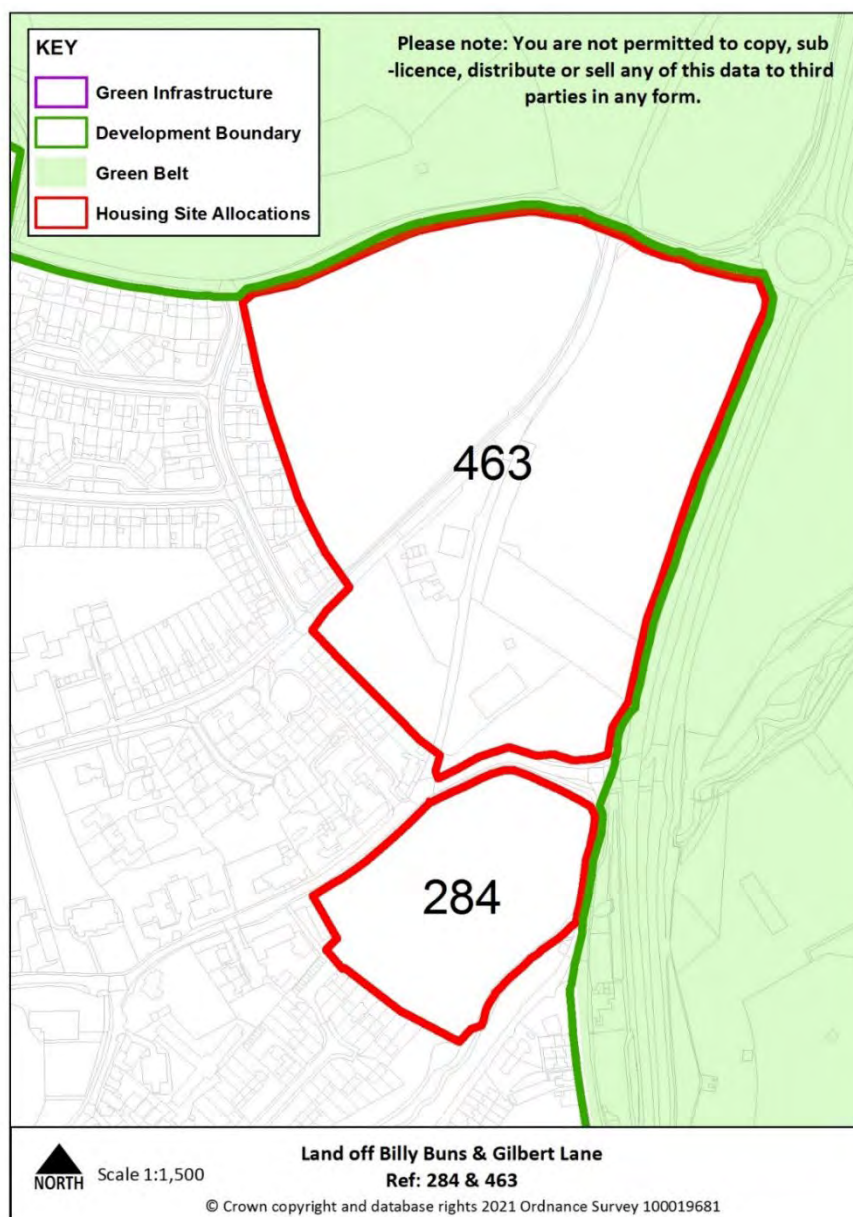 KEY
Green Infrastructure
Development Boundary
Green Belt
Housing Site Allocations
Please note: You are not permitted to copy, sub
-licence, distribute or sell any of this data to third
parties in any form.
463
284
NORTH
Scale 1:1,500
Land off Billy Buns & Gilbert Lane
Ref: 284 & 463
© Crown copyright and database rights 2021 Ordnance Survey 100019681